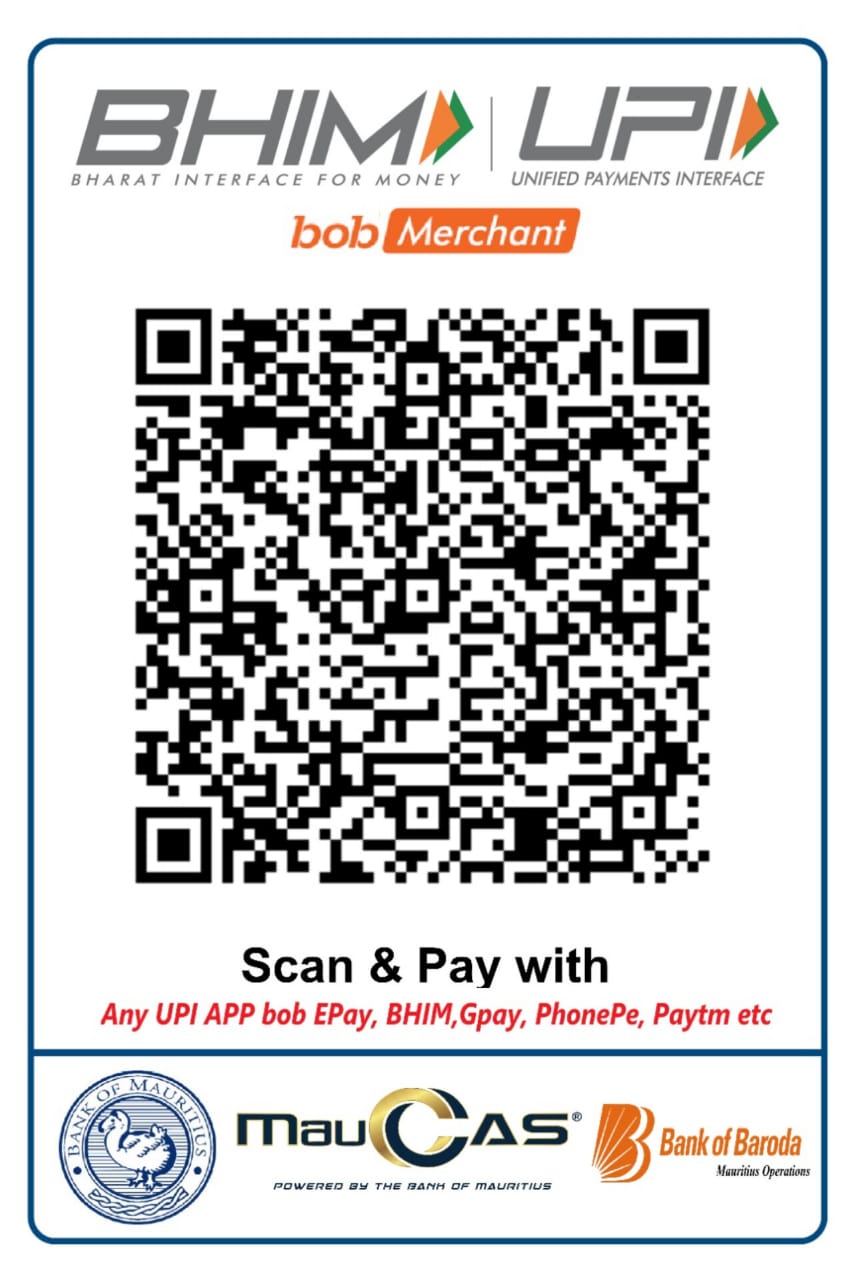 BHIM
BHARAT INTERFACE FOR MONEY
UPI
UNIFIED PAYMENTS INTERFACE
bob Merchant
Scan & Pay with
Any UPI APP bob EPay, BHIM,Gpay, PhonePe, Paytm etc
BANK OF MAURITIUS
MauCAS®
POWERED BY THE BANK OF MAURITIUS
Bank of Baroda
Mauritius Operations